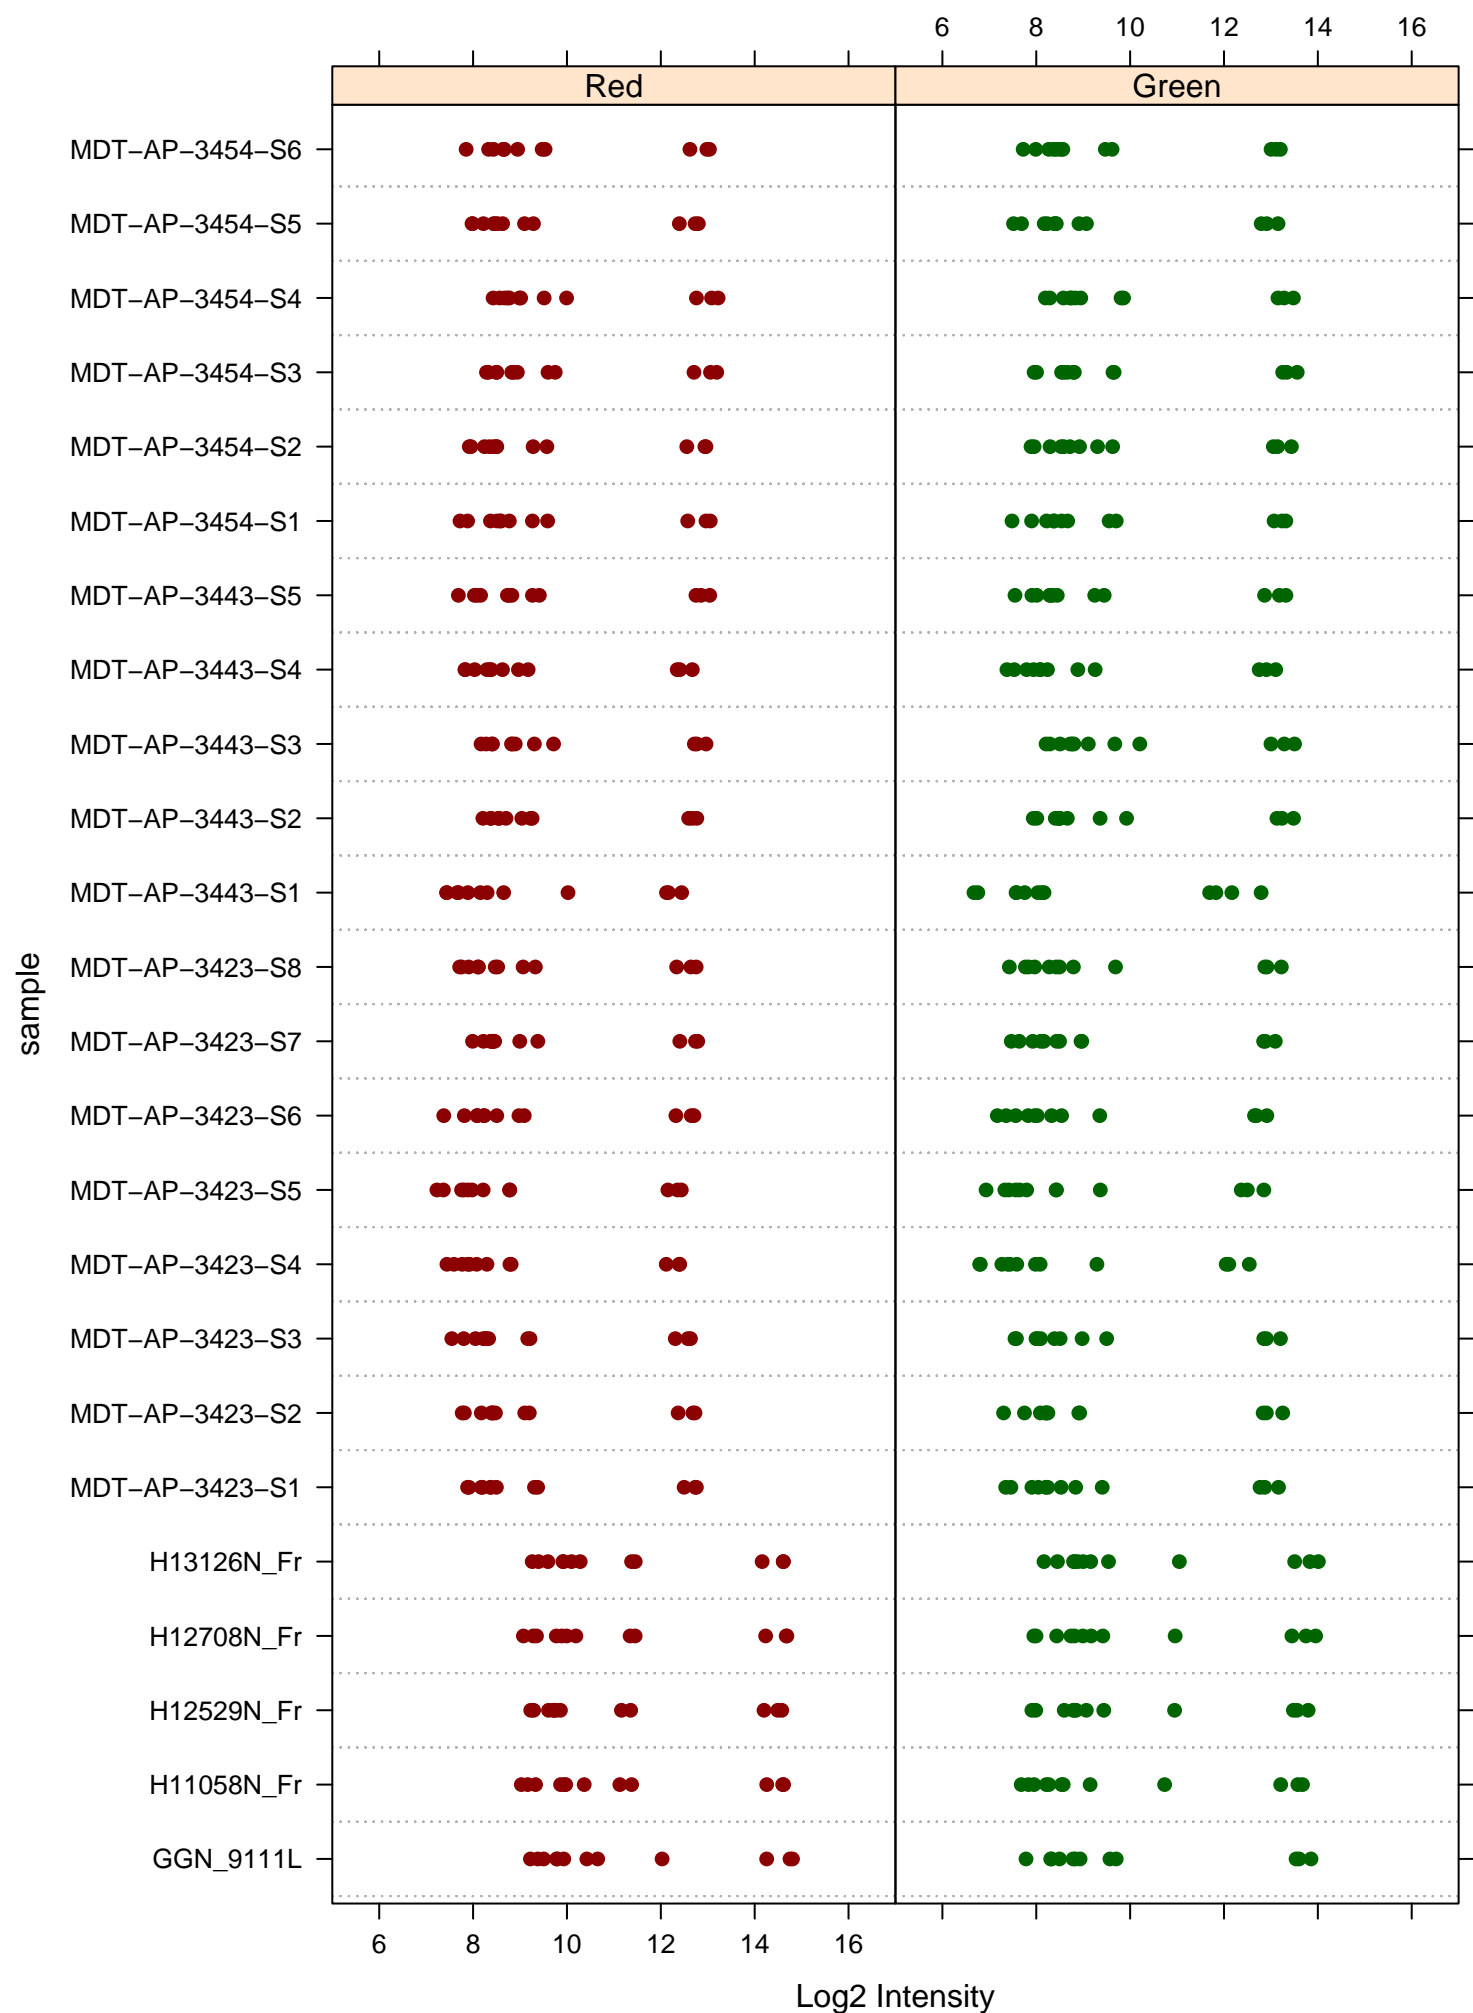 6 8 10 12 14 16
Red Green
MDT−AP−3454−S6
MDT−AP−3454−S5
MDT−AP−3454−S4
MDT−AP−3454−S3
MDT−AP−3454−S2
MDT−AP−3454−S1
MDT−AP−3443−S5
MDT−AP−3443−S4
MDT−AP−3443−S3
MDT−AP−3443−S2
MDT−AP−3443−S1
MDT−AP−3423−S8
MDT−AP−3423−S7
MDT−AP−3423−S6
MDT−AP−3423−S5
MDT−AP−3423−S4
MDT−AP−3423−S3
MDT−AP−3423−S2
MDT−AP−3423−S1
H13126N_Fr
H12708N_Fr
H12529N_Fr
H11058N_Fr
GGN_9111L
sample
6 8 10 12 14 16
Log2 Intensity